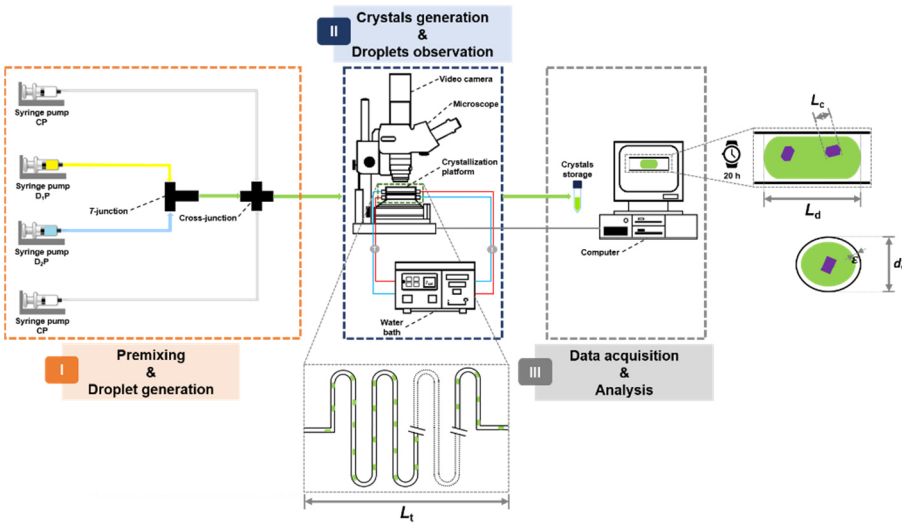 II
Crystals generation
&
Droplets observation
Video camera
Microscope
Crystallization
platform
Syringe pump
CP
Syringe pump
D₁P
T-junction
Cross-junction
Syringe pump
D₂P
Syringe pump
CP
Water
bath
Crystals
storage
Computer
20 h
Lc
Ld
ε
I
Premixing
&
Droplet generation
III
Data acquisition
&
Analysis
Lt